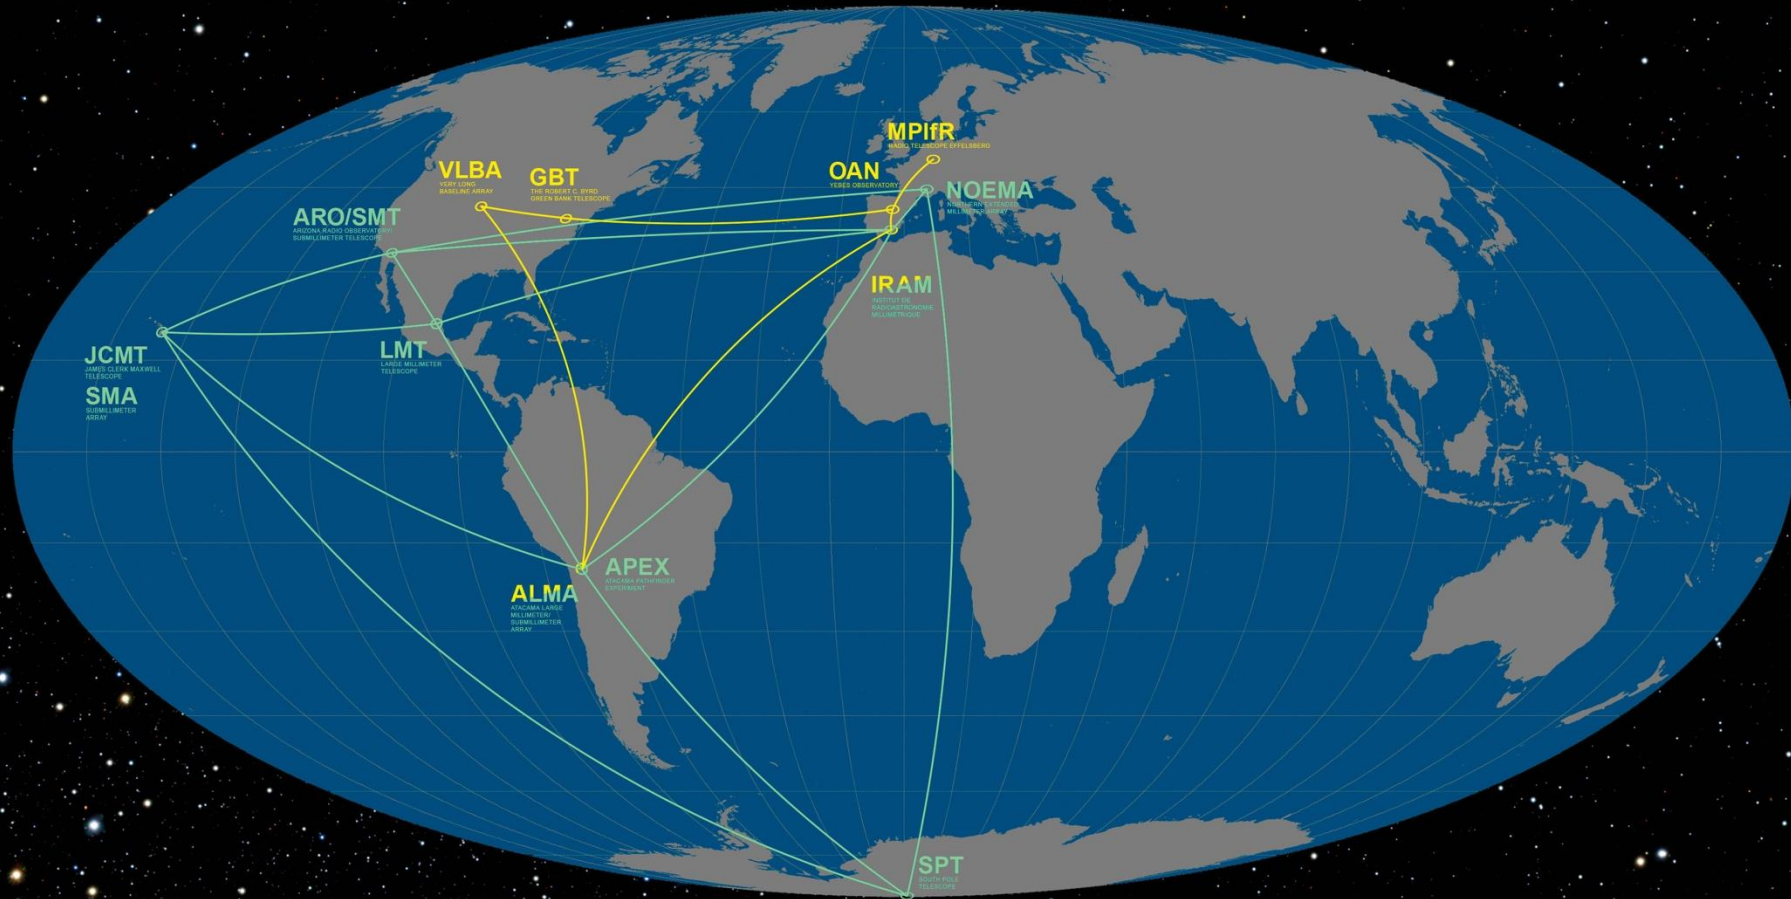 MPIfR
RADIO TELESCOPE EFFELSBERG
VLBA
VERY LONG
BASELINE ARRAY
GBT
THE ROBERT C. BYRD
GREEN BANK TELESCOPE
OAN
YEBES OBSERVATORY
NOEMA
NORTHERN EXTENDED
MILLIMETER ARRAY
ARO/SMT
ARIZONA RADIO OBSERVATORY/
SUBMILLIMETER TELESCOPE
IRAM
INSTITUT DE
RADIOASTRONOMIE
MILLIMETRIQUE
JCMT
JAMES CLERK MAXWELL
TELESCOPE
SMA
SUBMILLIMETER
ARRAY
LMT
LARGE MILLIMETER
TELESCOPE
APEX
ATACAMA PATHFINDER
EXPERIMENT
ALMA
ATACAMA LARGE
MILLIMETER/
SUBMILLIMETER
ARRAY
SPT
SOUTH POLE
TELESCOPE